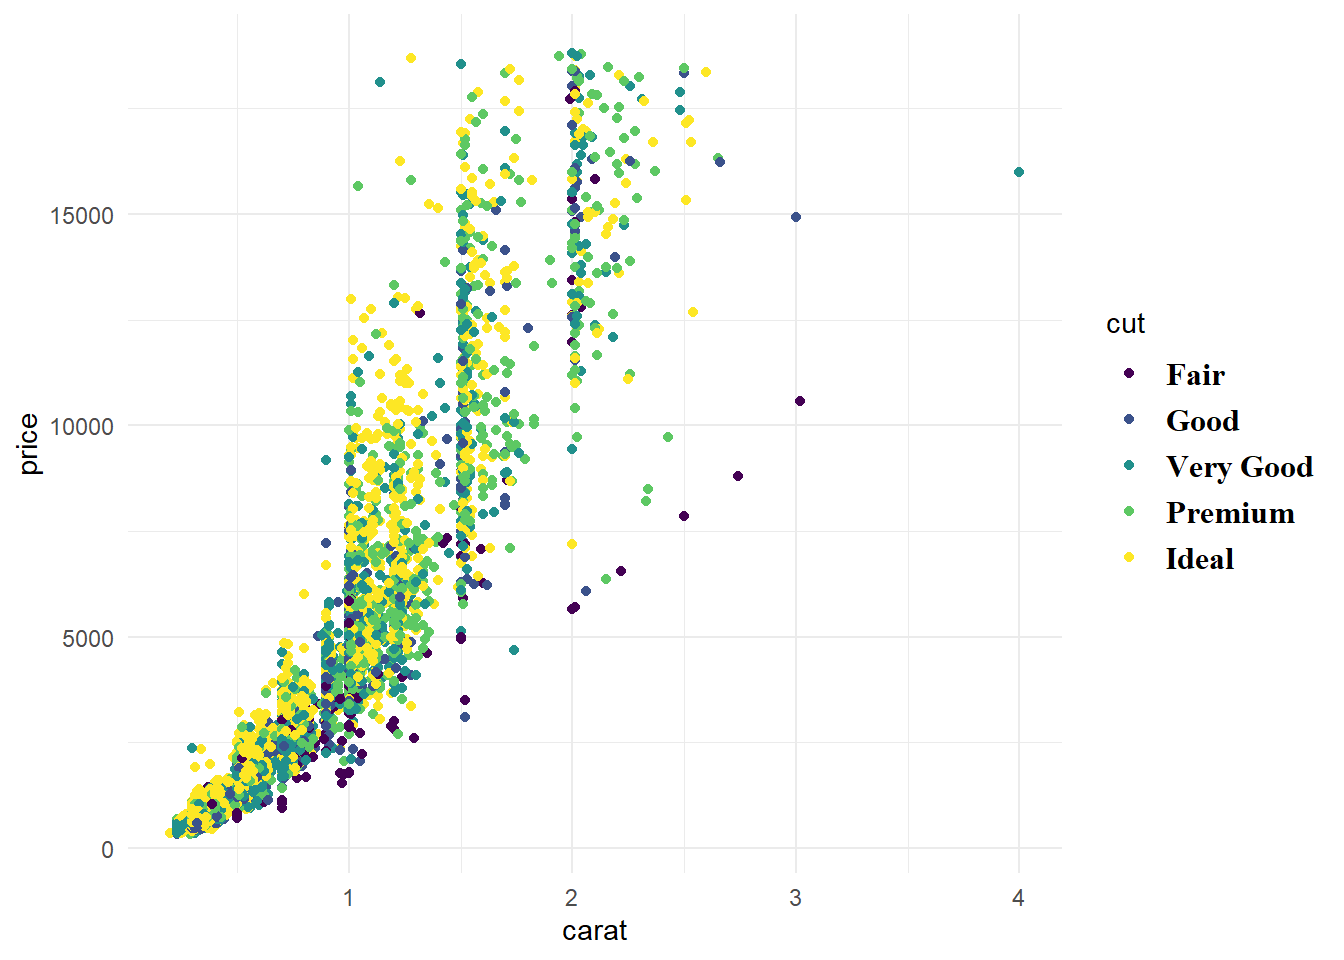 15000
10000
5000
0
price
1 2 3 4
carat
cut
Fair
Good
Very Good
Premium
Ideal